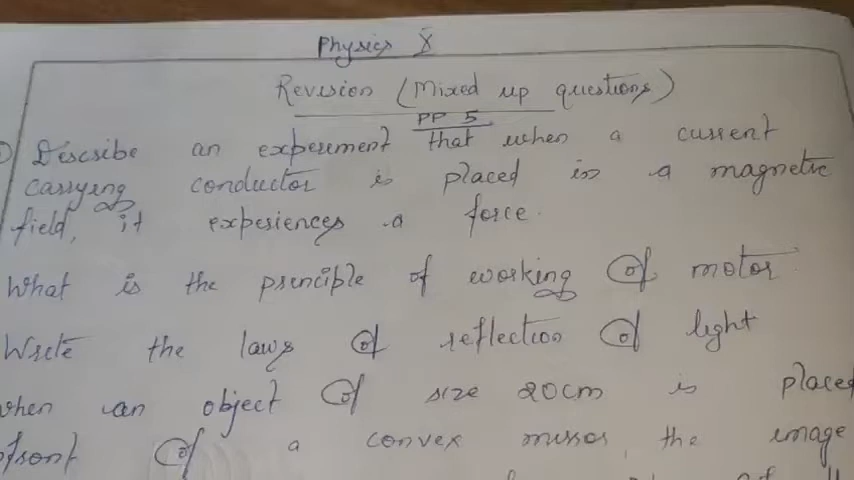 Physics X
Revision (Mixed up questions)
PP 5
Describe an experiment that when a current
carrying conductor is placed in a magnetic
field, it experiences a force.
What is the principle of working of motor.
Write the laws of reflection of light
when an object of size 20cm is placed
front of a convex mirror, the image